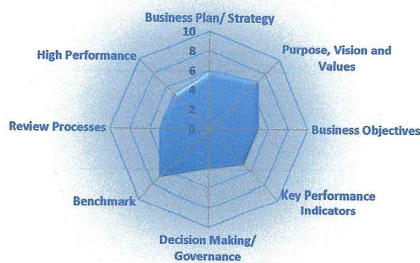 Business Plan/ Strategy
10
8
6
4
2
0
Purpose, Vision and
Values
Business Objectives
Key Performance
Indicators
Decision Making/
Governance
Benchmark
Review Processes
High Performance